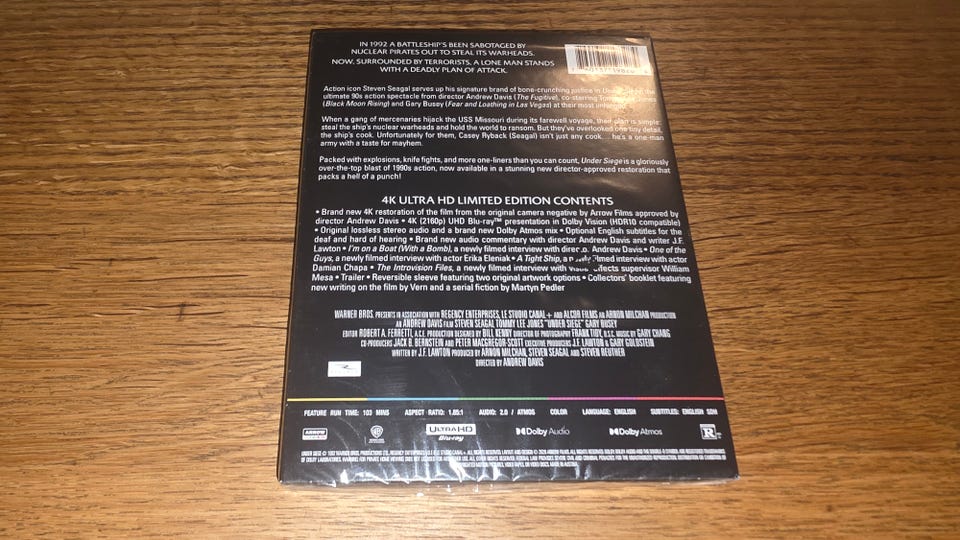 IN 1992 A BATTLESHIP'S BEEN SABOTAGED BY
NUCLEAR PIRATES OUT TO STEAL ITS WARHEADS.
NOW, SURROUNDED BY TERRORISTS, A LONE MAN STANDS
WITH A DEADLY PLAN OF ATTACK.
Action icon Steven Seagal serves up his signature brand of bone-crunching justice in the
ultimate 90s action spectacle from director Andrew Davis (The Fugitive), co-starring Jones
(Black Moon Rising) and Gary Busey (Fear and Loathing in Las Vegas) at their most
When a gang of mercenaries hijack the USS Missouri during its farewell voyage, their plan is simple:
steal the ship's nuclear warheads and hold the world to ransom. But they've overlooked one tiny detail,
the ship's cook. Unfortunately for them, Casey Ryback (Seagal) isn't just any cook... he's a one-man
army with a taste for mayhem.
Packed with explosions, knife fights, and more one-liners than you can count, Under Siege is a gloriously
over-the-top blast of 1990s action, now available in a stunning new director-approved restoration that
packs a hell of a punch!
4K ULTRA HD LIMITED EDITION CONTENTS
• Brand new 4K restoration of the film from the original camera negative by Arrow Films approved by
director Andrew Davis • 4K (2160p) UHD Blu-ray™ presentation in Dolby Vision (HDR10 compatible)
• Original lossless stereo audio and a brand new Dolby Atmos mix • Optional English subtitles for the
deaf and hard of hearing • Brand new audio commentary with director Andrew Davis and writer J.F.
Lawton • I'm on a Boat (With a Bomb), a newly filmed interview with director Andrew Davis • One of the
Guys, a newly filmed interview with actor Erika Eleniak • A Tight Ship, a newly filmed interview with actor
Damian Chapa • The Introvision Files, a newly filmed interview with visual effects supervisor William
Mesa • Trailer • Reversible sleeve featuring two original artwork options • Collectors' booklet featuring
new writing on the film by Vern and a serial fiction by Martyn Pedler
WARNER BROS. PRESENTS IN ASSOCIATION WITH REGENCY ENTERPRISES, LE STUDIO CANAL+ AND ALCOR FILMS AN ARNON MILCHAN PRODUCTION
AN ANDREW DAVIS FILM STEVEN SEAGAL TOMMY LEE JONES "UNDER SIEGE" GARY BUSEY
EDITOR ROBERT A. FERRETTI, A.C.E. PRODUCTION DESIGNED BY BILL KENNY DIRECTOR OF PHOTOGRAPHY FRANK TIDY, B.S.C. MUSIC BY GARY CHANG
CO-PRODUCERS JACK B. BERNSTEIN AND PETER MACGREGOR-SCOTT EXECUTIVE PRODUCERS J.F. LAWTON & GARY GOLDSTEIN
WRITTEN BY J.F. LAWTON PRODUCED BY ARNON MILCHAN, STEVEN SEAGAL AND STEVEN REUTHER
DIRECTED BY ANDREW DAVIS
FEATURE RUN TIME: 103 MINS ASPECT RATIO: 1.85:1 AUDIO: 2.0 / ATMOS COLOR LANGUAGE: ENGLISH SUBTITLES: ENGLISH SDH
ARROW WB ULTRA HD Blu-ray Dolby Audio Dolby Atmos R